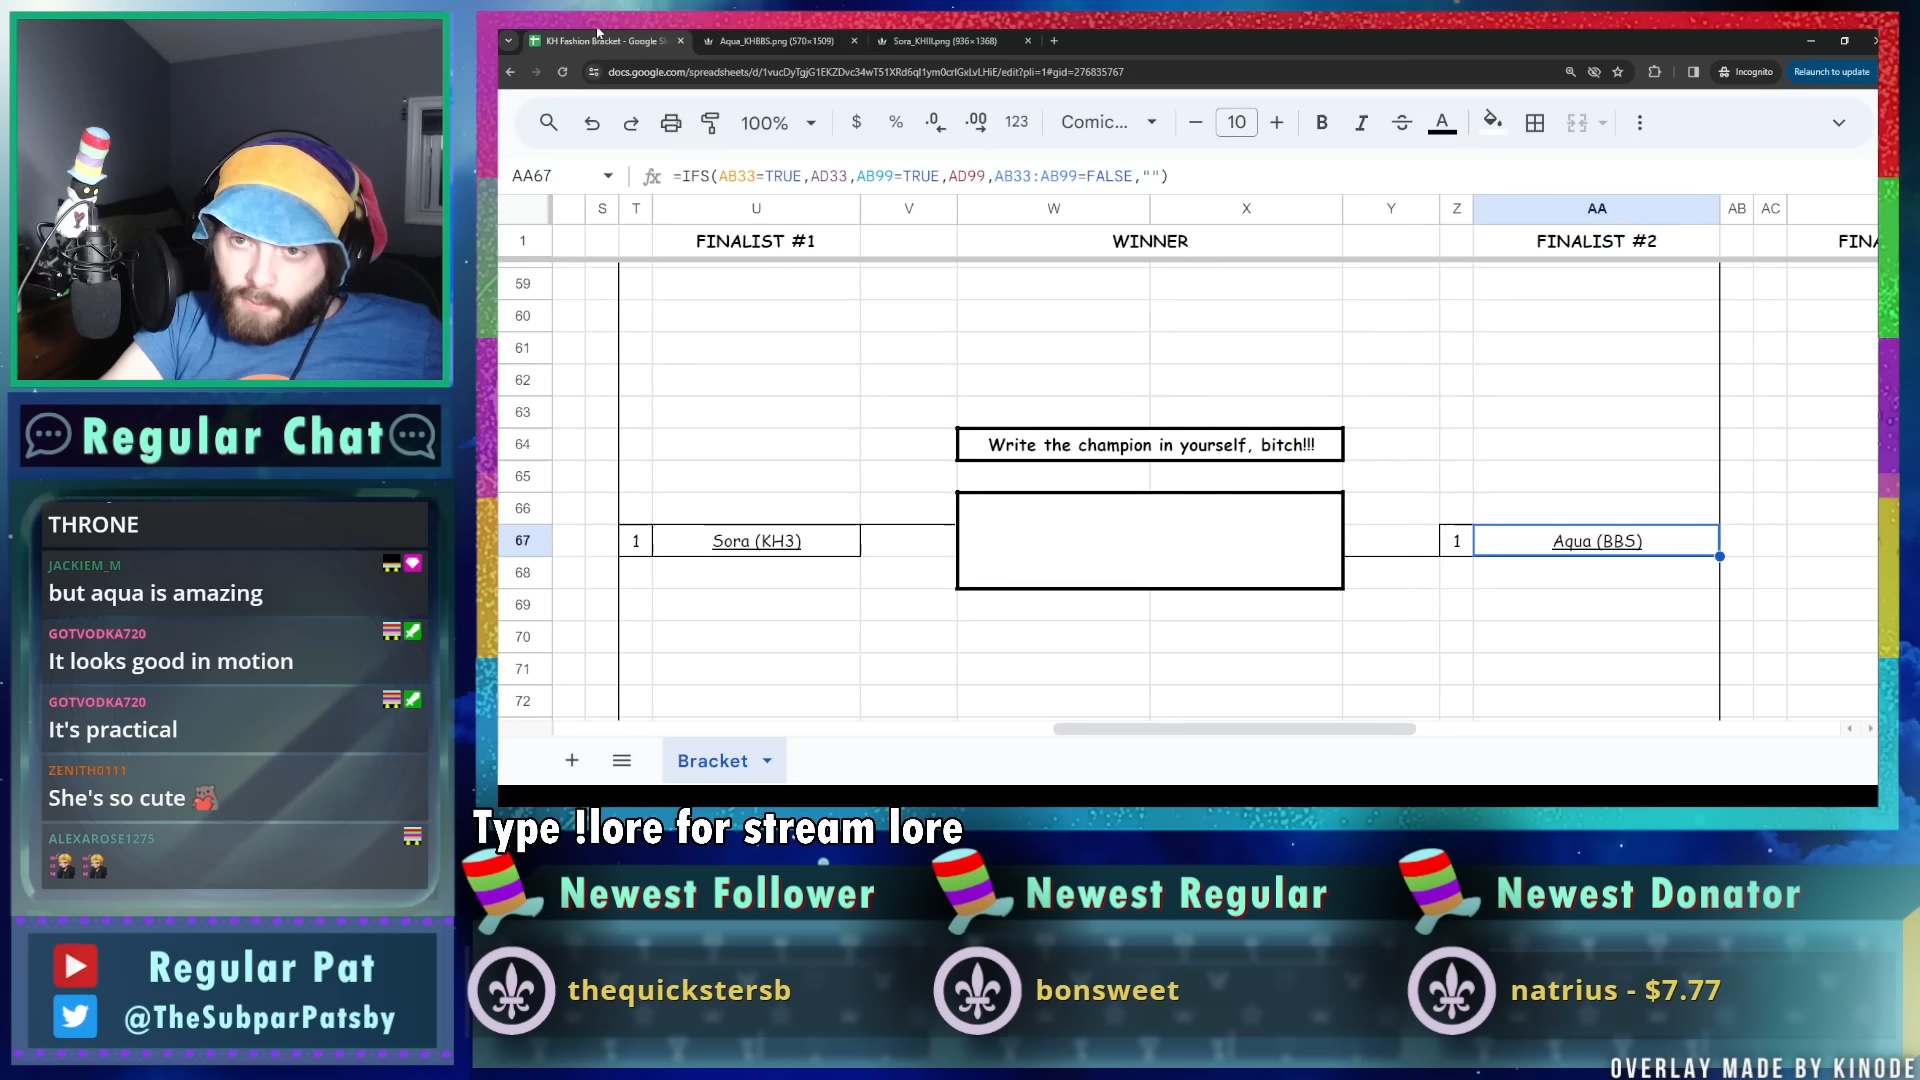 KH Fashion Bracket - Google Sh
Aqua_KHBBS.png (570×1509)
Sora_KHIII.png (936×1368)
docs.google.com/spreadsheets/d/1vucDyTgjG1EKZDvc34wT51XRd6qI1ym0crIGxLvLHiE/edit?pli=1#gid=276835767
Incognito
Relaunch to update
100%
$ % .0 .00 123
Comic...
10
B I A
AA67
fx =IFS(AB33=TRUE,AD33,AB99=TRUE,AD99,AB33:AB99=FALSE,"")
S T U V W X Y Z AA AB AC
1 FINALIST #1 WINNER FINALIST #2 FINA
59
60
61
62
63
64 Write the champion in yourself, bitch!!!
65
66
67 1 Sora (KH3) 1 Aqua (BBS)
68
69
70
71
72
Bracket
Regular Chat
THRONE
JACKIEM_M
but aqua is amazing
GOTVODKA720
It looks good in motion
GOTVODKA720
It's practical
ZENITH0111
She's so cute
ALEXAROSE1275
Regular Pat
@TheSubparPatsby
Type !lore for stream lore
Newest Follower
thequickstersb
Newest Regular
bonsweet
Newest Donator
natrius - $7.77
OVERLAY MADE BY KINODE